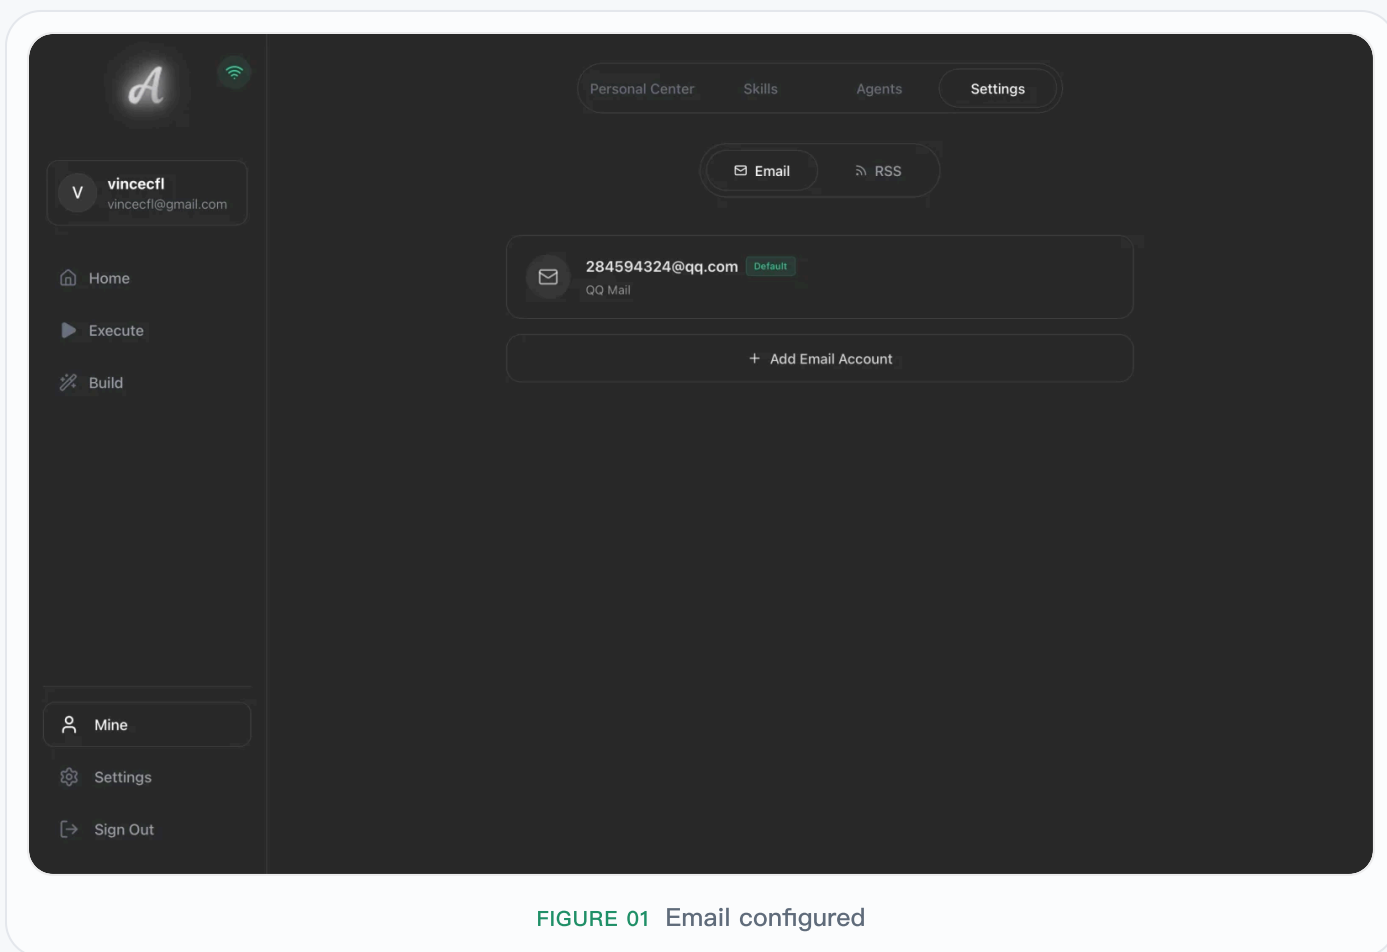 A
vincecfl
V
vincecfl@gmail.com
Home
Execute
Build
Mine
Settings
Sign Out
Personal Center
Skills
Agents
Settings
Email
RSS
284594324@qq.com
Default
QQ Mail
+ Add Email Account
FIGURE 01 Email configured